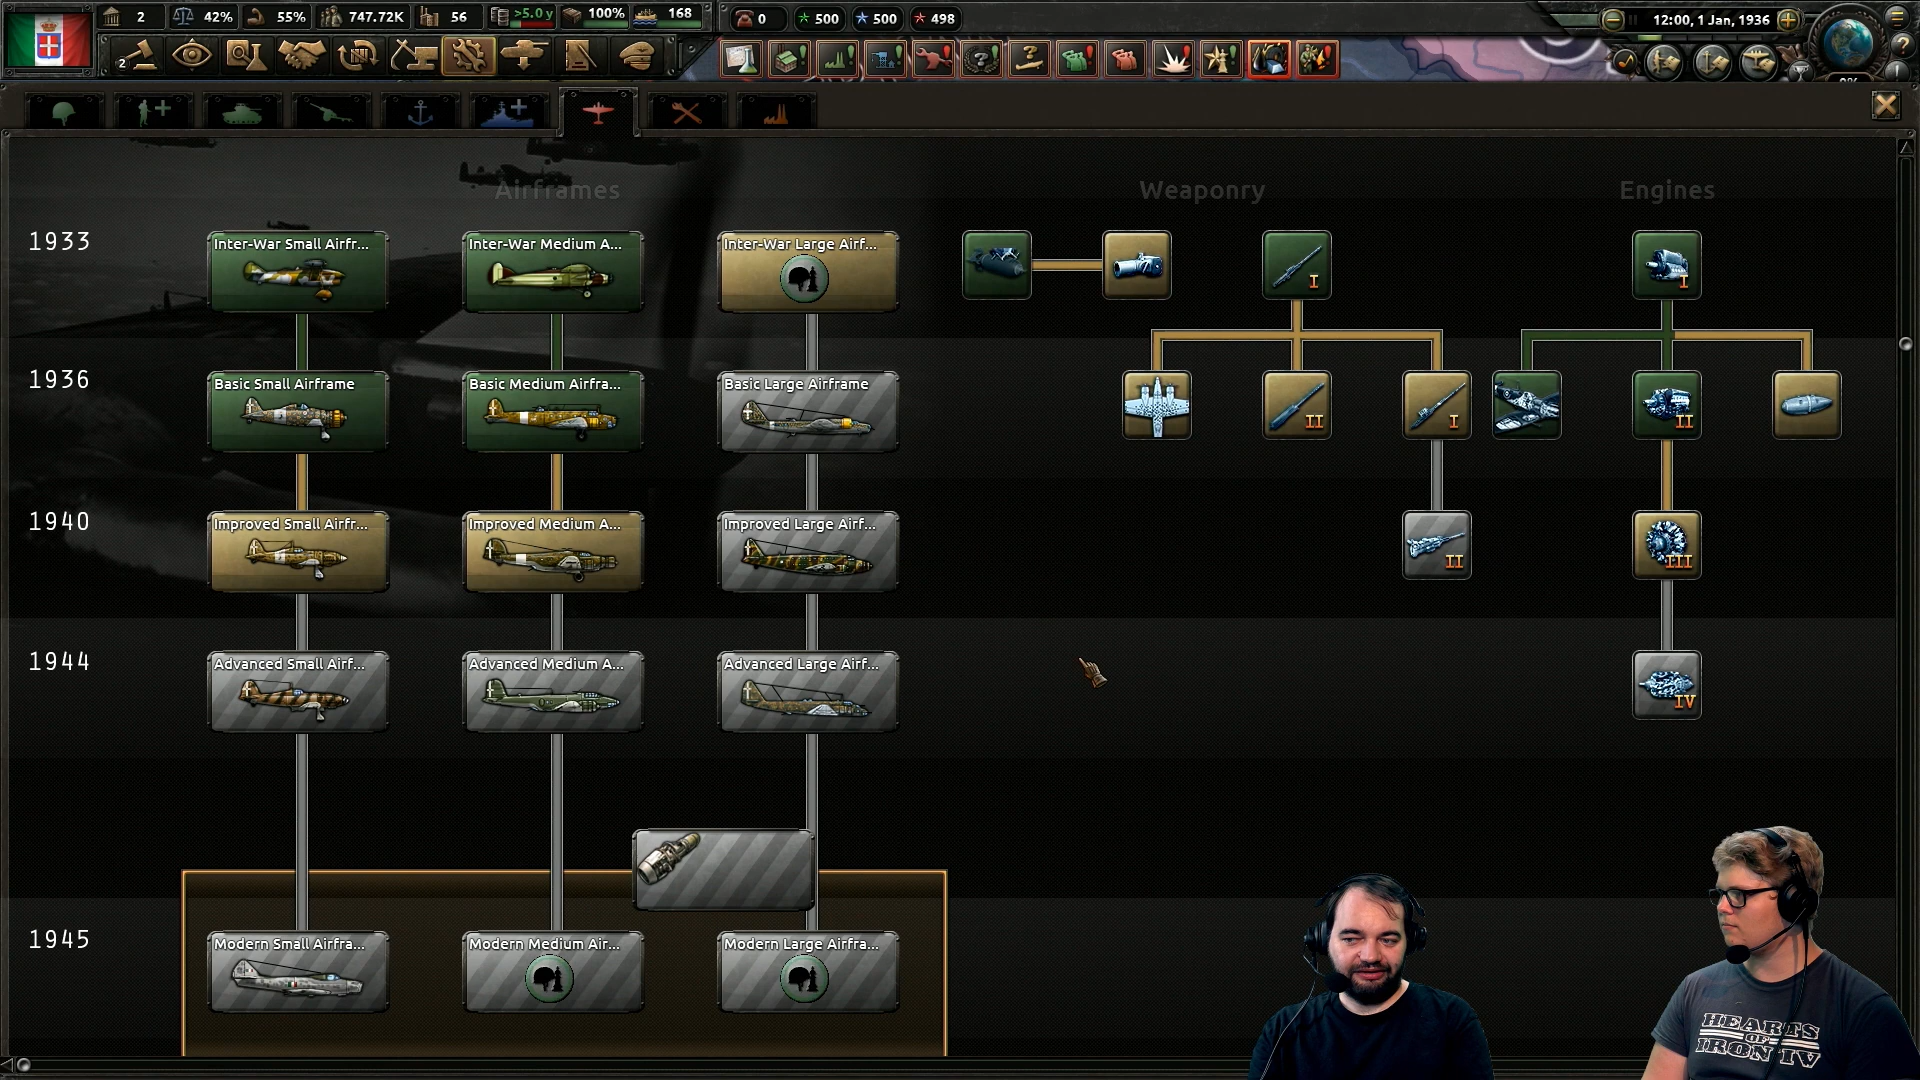 2
42%
55%
747.72K
56
>5.0 y
100%
168
0
500
500
498
12:00, 1 Jan, 1936
2
Airframes
Weaponry
Engines
1933
Inter-War Small Airfr...
Inter-War Medium A...
Inter-War Large Airf...
I
I
1936
Basic Small Airframe
Basic Medium Airfra...
Basic Large Airframe
II
I
II
1940
Improved Small Airfr...
Improved Medium A...
Improved Large Airf...
II
III
1944
Advanced Small Airf...
Advanced Medium A...
Advanced Large Airf...
IV
1945
Modern Small Airfra...
Modern Medium Air...
Modern Large Airfra...
HEARTS
OF
IRON IV